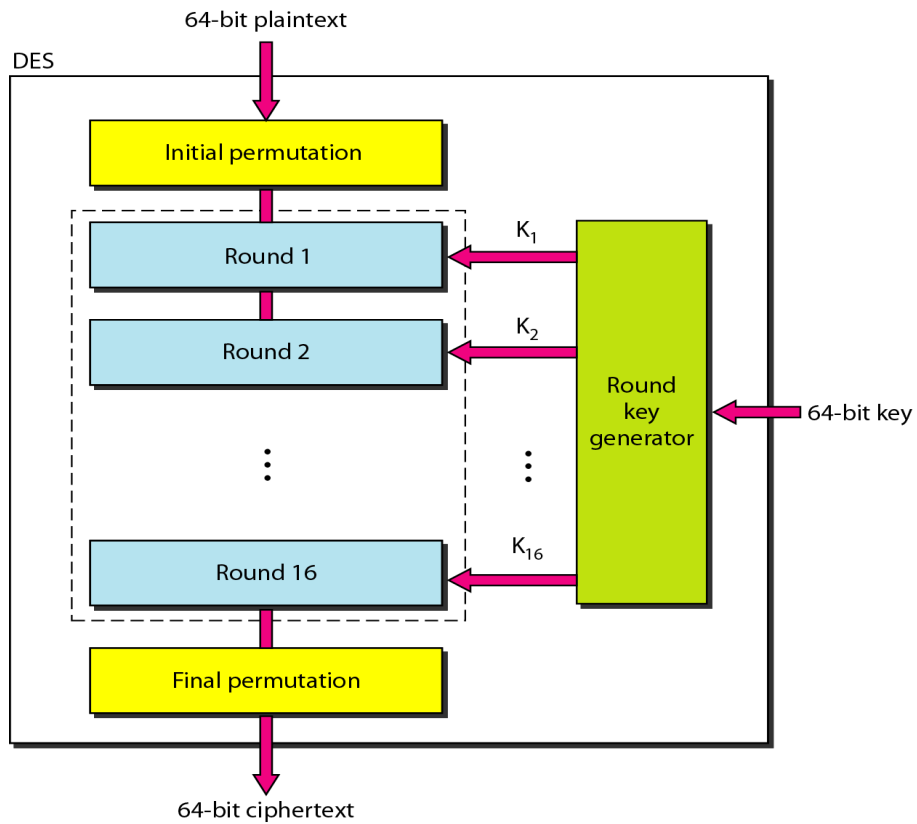 64-bit plaintext
DES
Initial permutation
Round 1
K₁
Round 2
K₂
Round
key
generator
64-bit key
Round 16
K₁₆
Final permutation
64-bit ciphertext